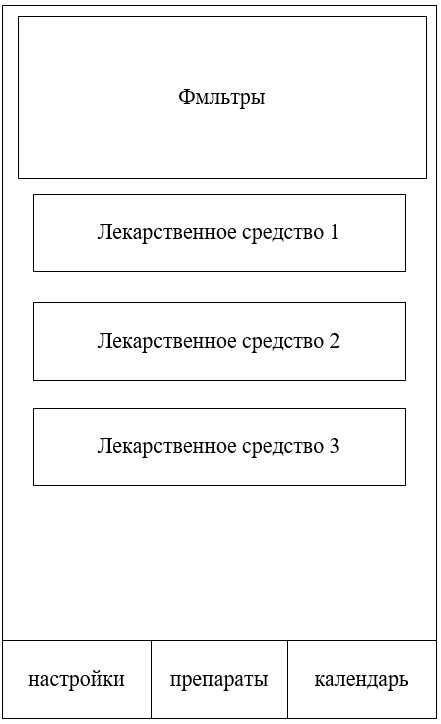 Фмльтры
Лекарственное средство 1
Лекарственное средство 2
Лекарственное средство 3
настройки препараты календарь